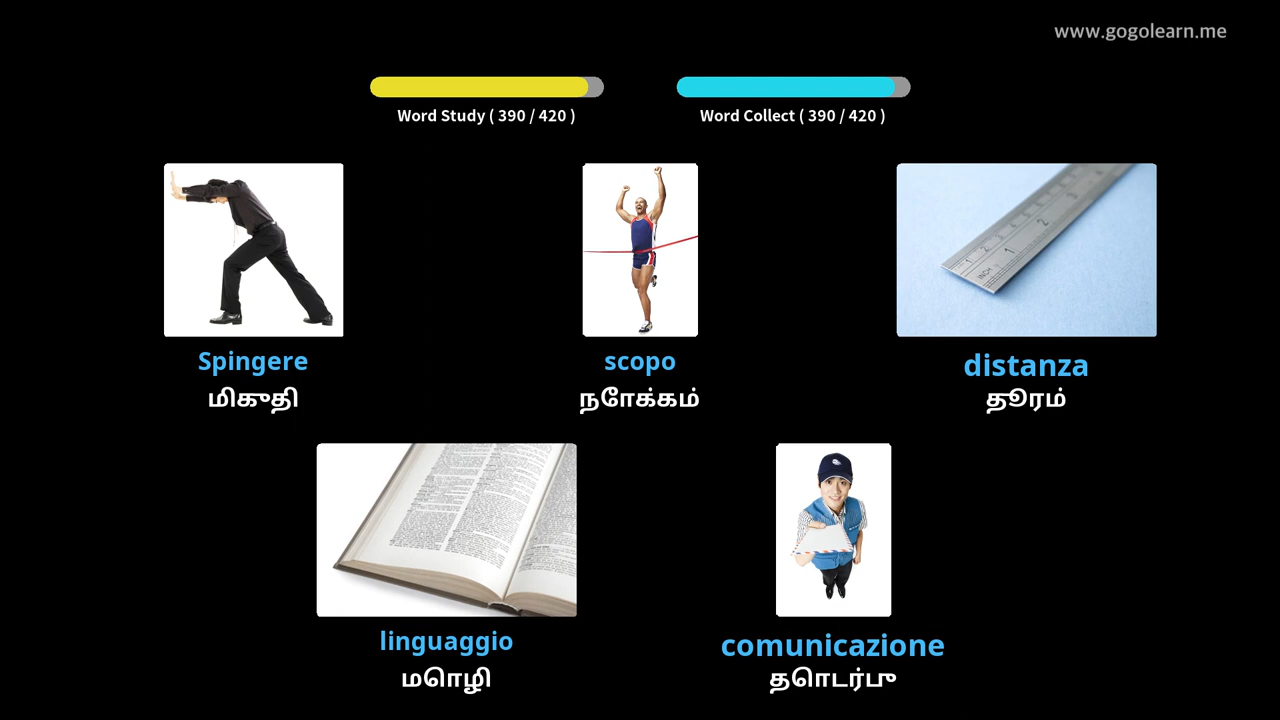 www.gogolearn.me
Word Study ( 390 / 420 )
Word Collect ( 390 / 420 )
Spingere
மிகுதி
scopo
நோக்கம்
distanza
தூரம்
linguaggio
மொழி
comunicazione
தொடர்பு